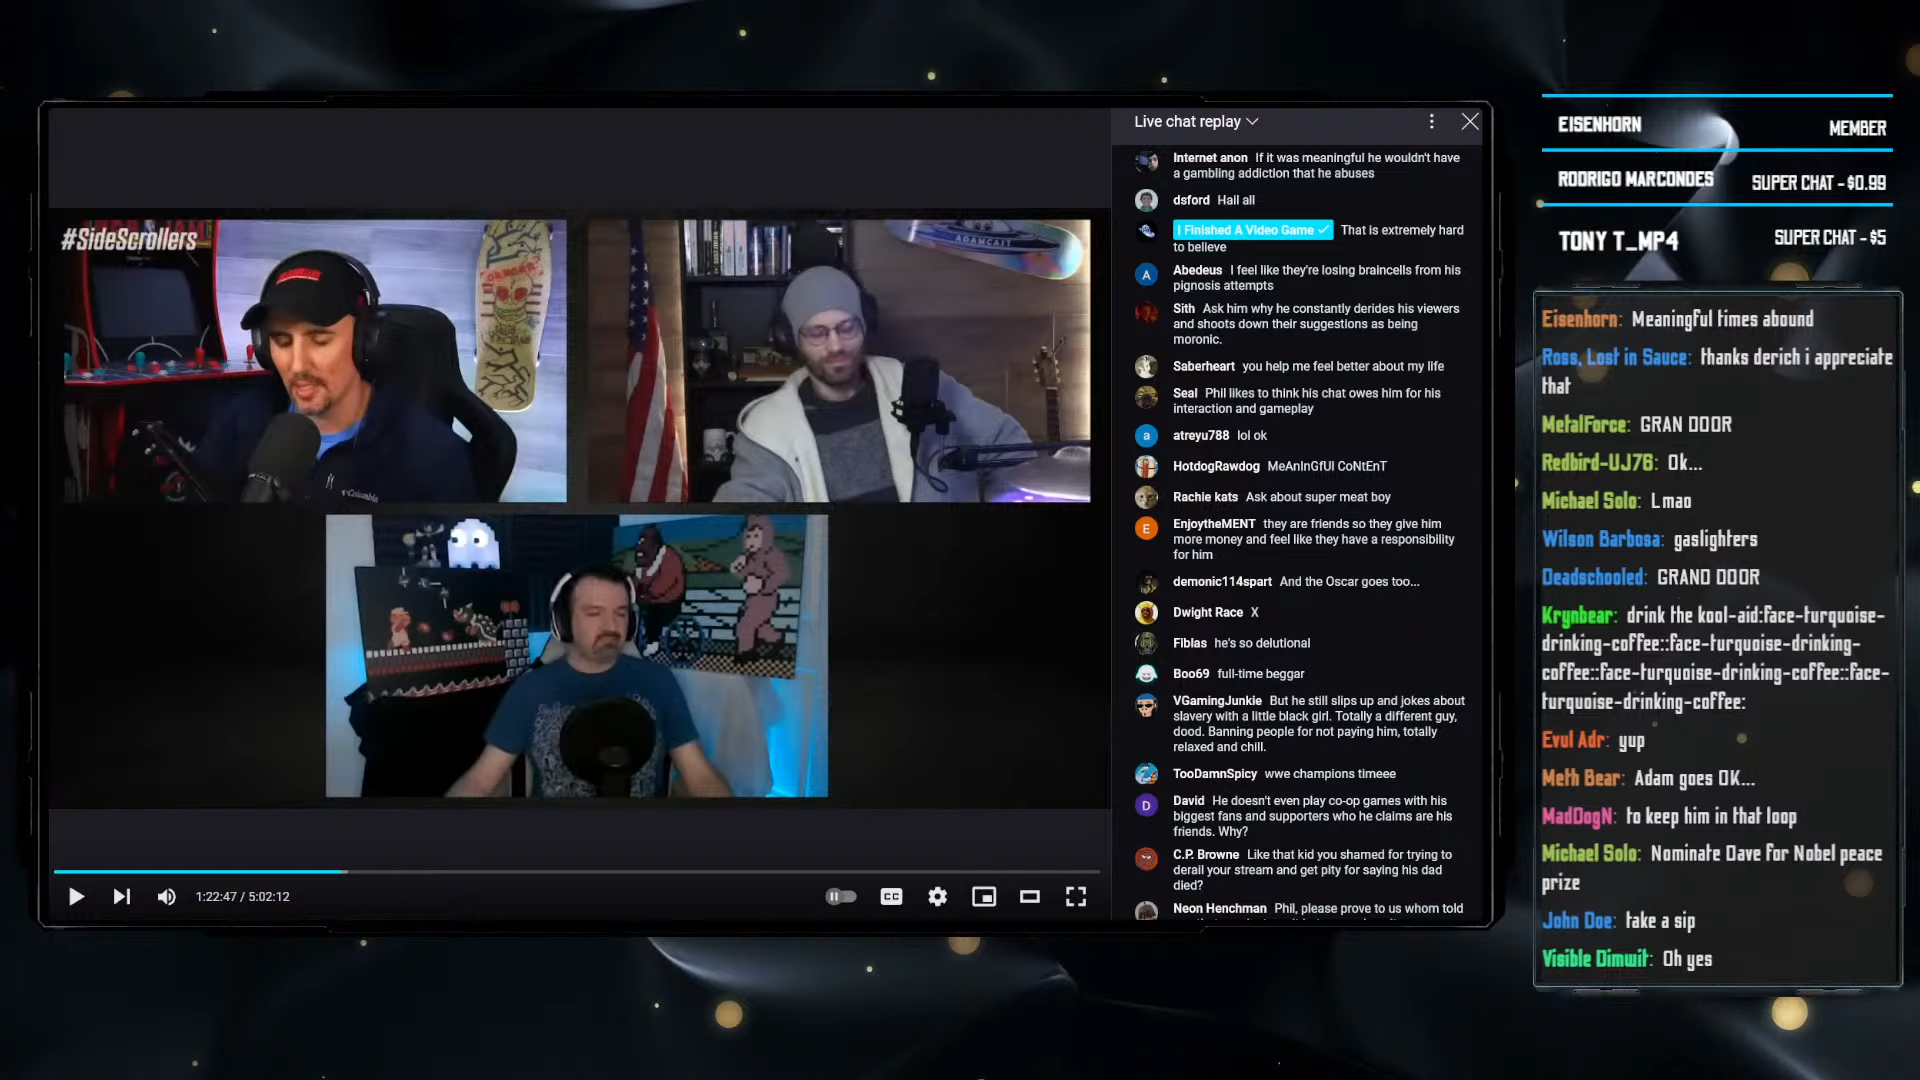 #SideScrollers
ADAMCAIT
Columbia
1:22:47 / 5:02:12
CC
Live chat replay
Internet anon If it was meaningful he wouldn't have
a gambling addiction that he abuses
dsford Hail all
I Finished A Video Game That is extremely hard
to believe
A
Abedeus I feel like they're losing braincells from his
pignosis attempts
Sith Ask him why he constantly derides his viewers
and shoots down their suggestions as being
moronic.
Saberheart you help me feel better about my life
Seal Phil likes to think his chat owes him for his
interaction and gameplay
a
atreyu788 lol ok
HotdogRawdog MeAnInGfUl CoNtEnT
Rachie kats Ask about super meat boy
E
EnjoytheMENT they are friends so they give him
more money and feel like they have a responsibility
for him
demonic114spart And the Oscar goes too...
Dwight Race X
Fiblas he's so delutional
Boo69 full-time beggar
VGamingJunkie But he still slips up and jokes about
slavery with a little black girl. Totally a different guy,
dood. Banning people for not paying him, totally
relaxed and chill.
TooDamnSpicy wwe champions timeee
D
David He doesn't even play co-op games with his
biggest fans and supporters who he claims are his
friends. Why?
C.P. Browne Like that kid you shamed for trying to
derail your stream and get pity for saying his dad
died?
Neon Henchman Phil, please prove to us whom told
EISENHORN MEMBER
RODRIGO MARCONDES SUPER CHAT - $0.99
TONY T_MP4 SUPER CHAT - $5
Eisenhorn: Meaningful times abound
Ross, Lost in Sauce: thanks derich i appreciate
that
MetalForce: GRAN DOOR
Redbird-UJ76: Ok...
Michael Solo: Lmao
Wilson Barbosa: gaslighters
Deadschooled: GRAND DOOR
Krynbear: drink the kool-aid:face-turquoise-
drinking-coffee::face-turquoise-drinking-
coffee::face-turquoise-drinking-coffee::face-
turquoise-drinking-coffee:
Evul Adr: yup
Meth Bear: Adam goes OK...
MadDogN: to keep him in that loop
Michael Solo: Nominate Dave for Nobel peace
prize
John Doe: take a sip
Visible Dimwit: Oh yes